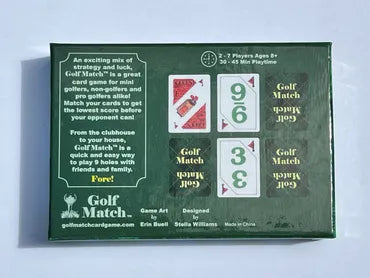 An exciting mix of
strategy and luck,
Golf Match™ is a great
card game for mini
golfers, non-golfers and
pro golfers alike!
Match your cards to get
the lowest score before
your opponent can!
From the clubhouse
to your house,
Golf Match™ is a
quick and easy way
to play 9 holes with
friends and family.
Fore!
Golf
Match™
golfmatchcardgame.com
Game Art
by
Erin Buell
Designed
by
Stella Williams
Made in China
2 - 7 Players Ages 8+
30 - 45 Min Playtime
9
9
Golf
Match
Golf
Match
Golf
Match
3
3
Golf
Match
Golf
Match